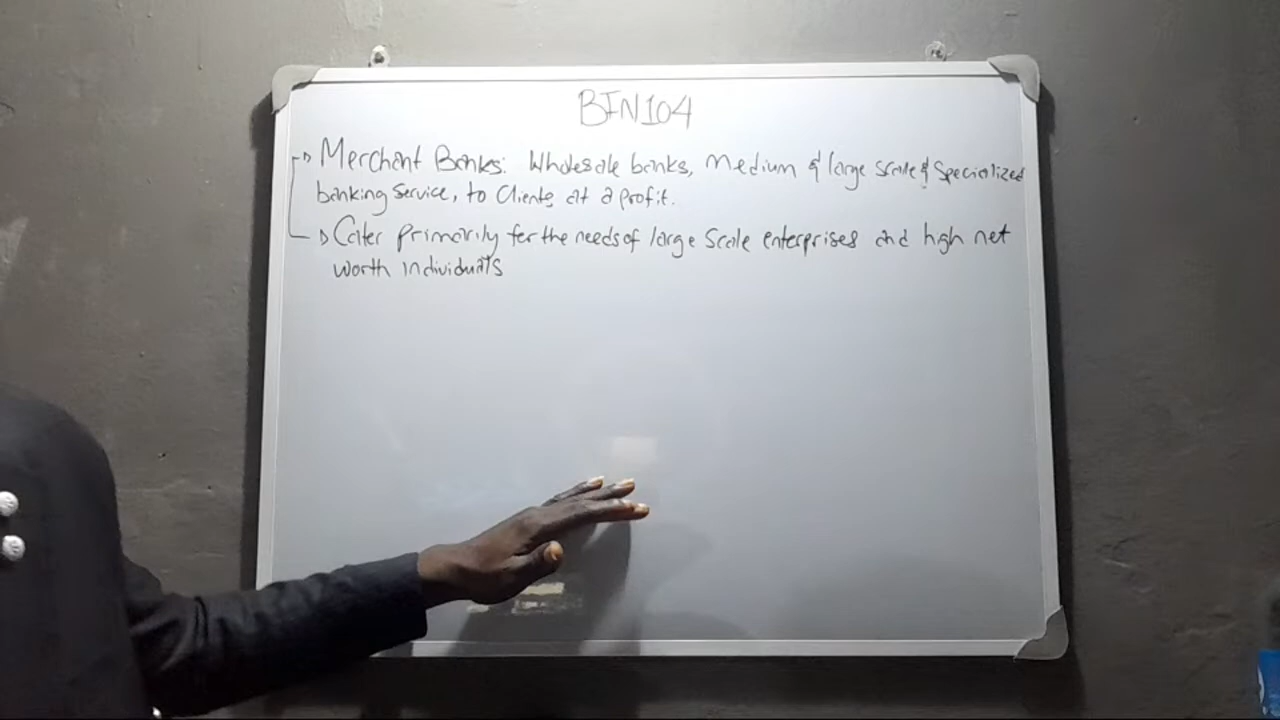 BFN104
Merchant Banks: Wholesale banks, Medium & large scale & Specialized
banking service, to Clients at a profit.
Cater primarily for the needs of large Scale enterprises and high net
worth individuals